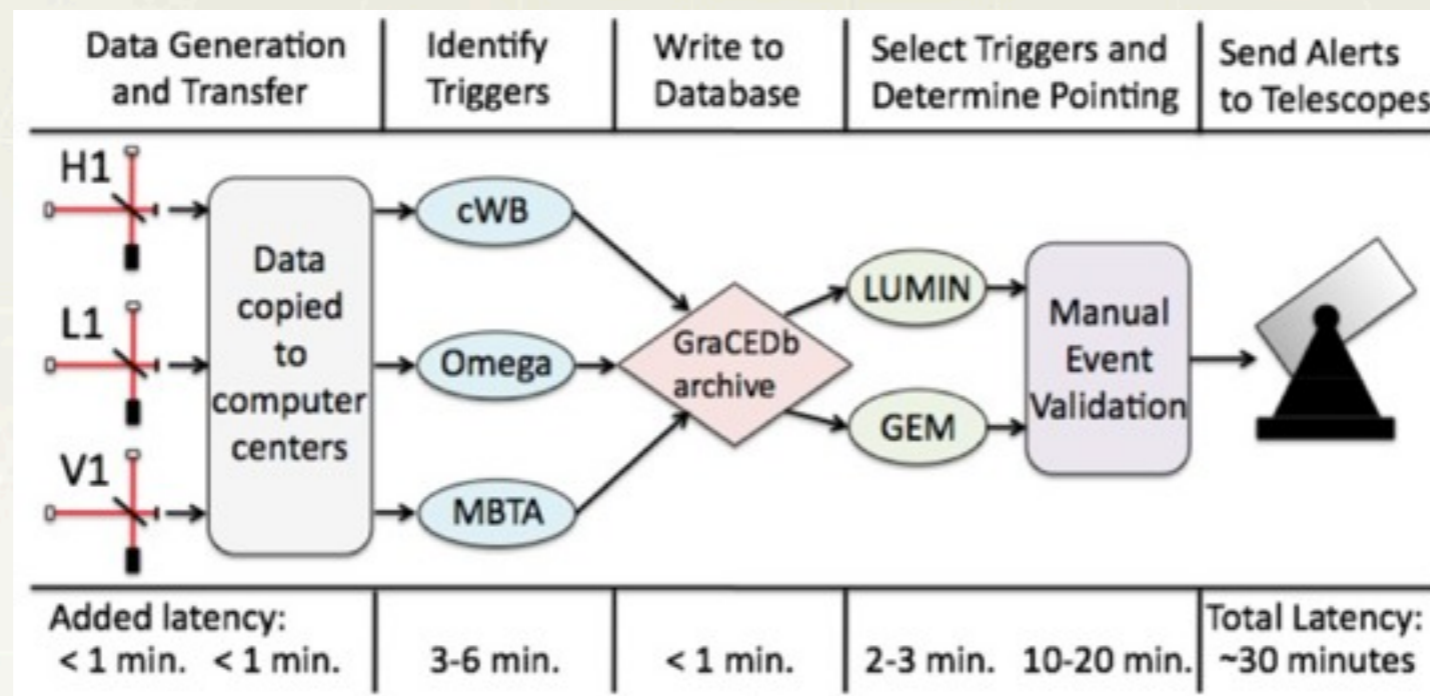 Data Generation
and Transfer
Identify
Triggers
Write to
Database
Select Triggers and
Determine Pointing
Send Alerts
to Telescopes
H1
L1
V1
Data
copied
to
computer
centers
cWB
Omega
MBTA
GraCEDb
archive
LUMIN
GEM
Manual
Event
Validation
Added latency:
< 1 min. < 1 min.
3-6 min.
< 1 min.
2-3 min. 10-20 min.
Total Latency:
~30 minutes